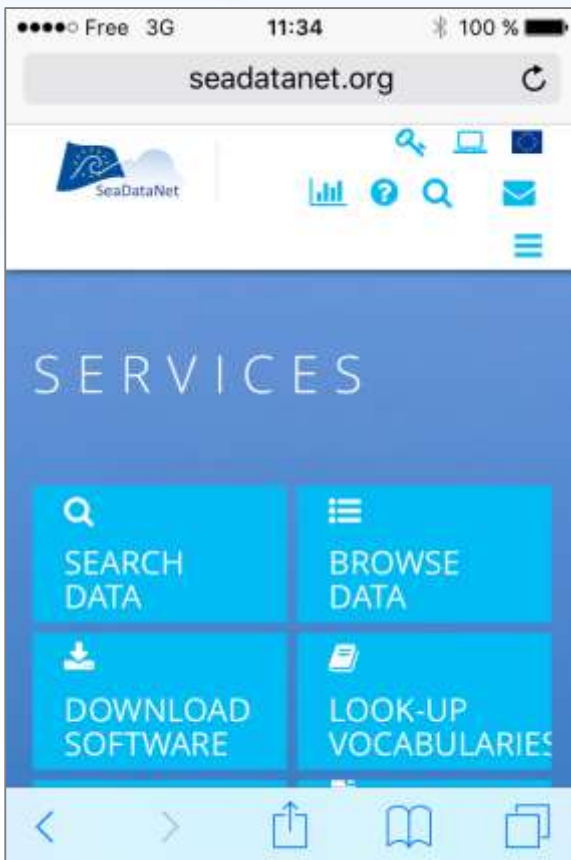 Free 3G 11:34 100 %
seadatanet.org
SeaDataNet
SERVICES
SEARCH DATA
BROWSE DATA
DOWNLOAD SOFTWARE
LOOK-UP VOCABULARIES